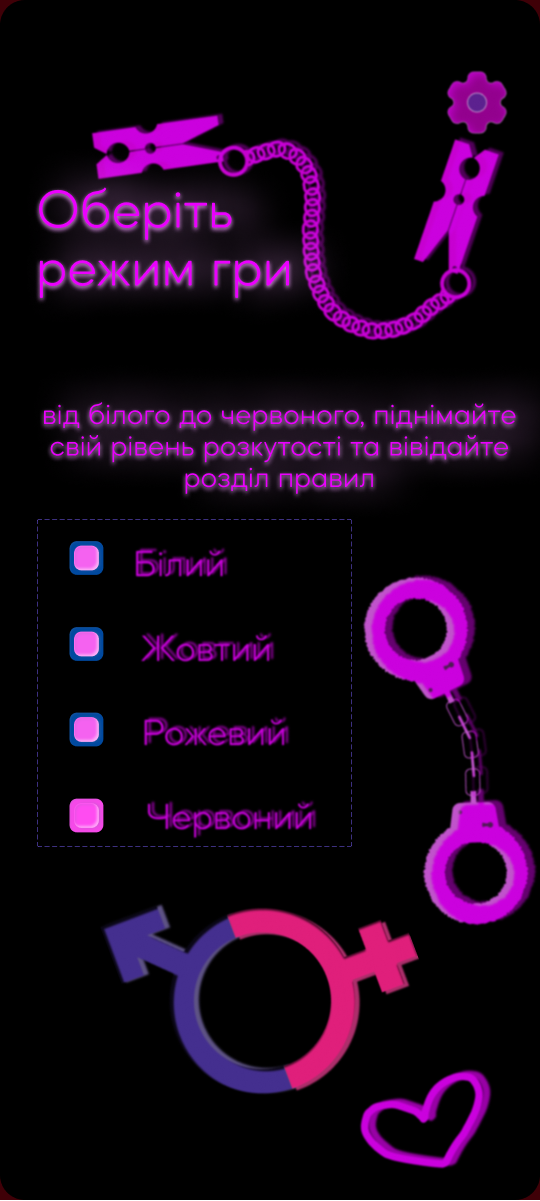 Оберіть
режим гри
від білого до червоного, піднімайте
свій рівень розкутості та вівідайте
розділ правил
Білий
Жовтий
Рожевий
Червоний